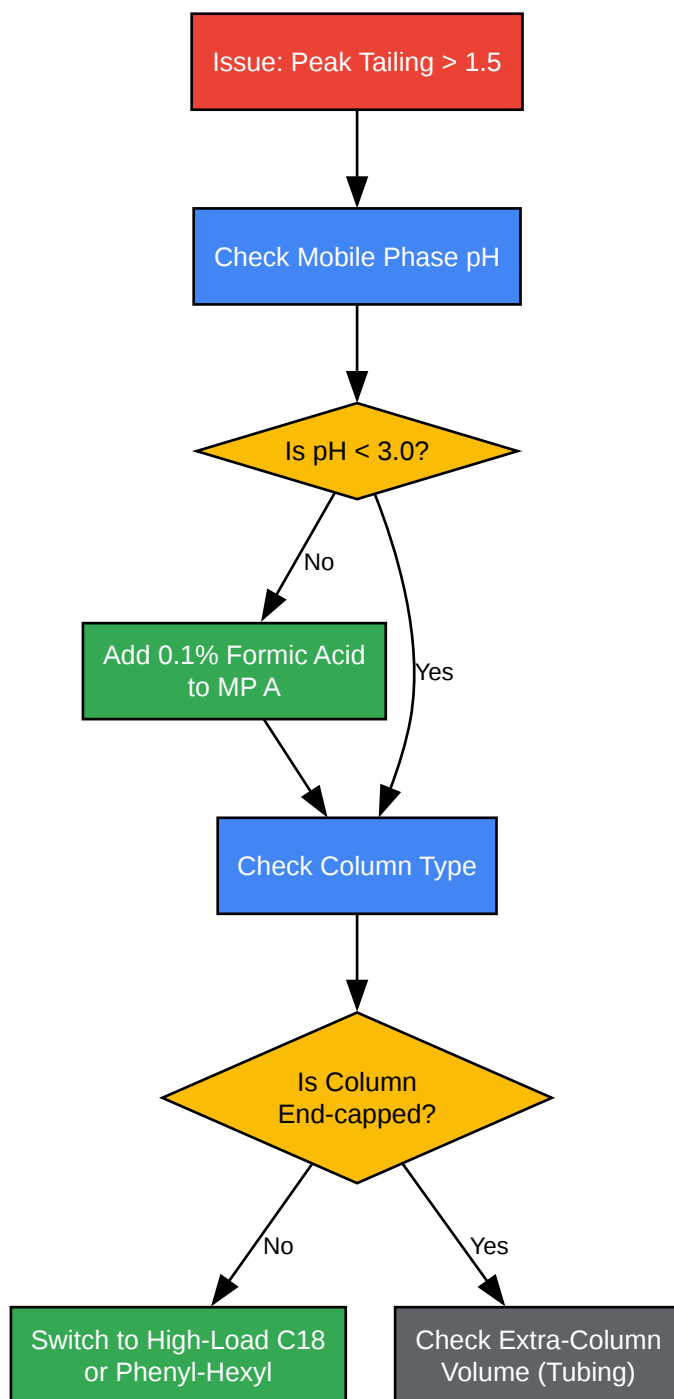 Issue: Peak Tailing > 1.5
Check Mobile Phase pH
Is pH < 3.0?
No
Add 0.1% Formic Acid
to MP A
Yes
Check Column Type
Is Column
End-capped?
No
Yes
Switch to High-Load C18
or Phenyl-Hexyl
Check Extra-Column
Volume (Tubing)